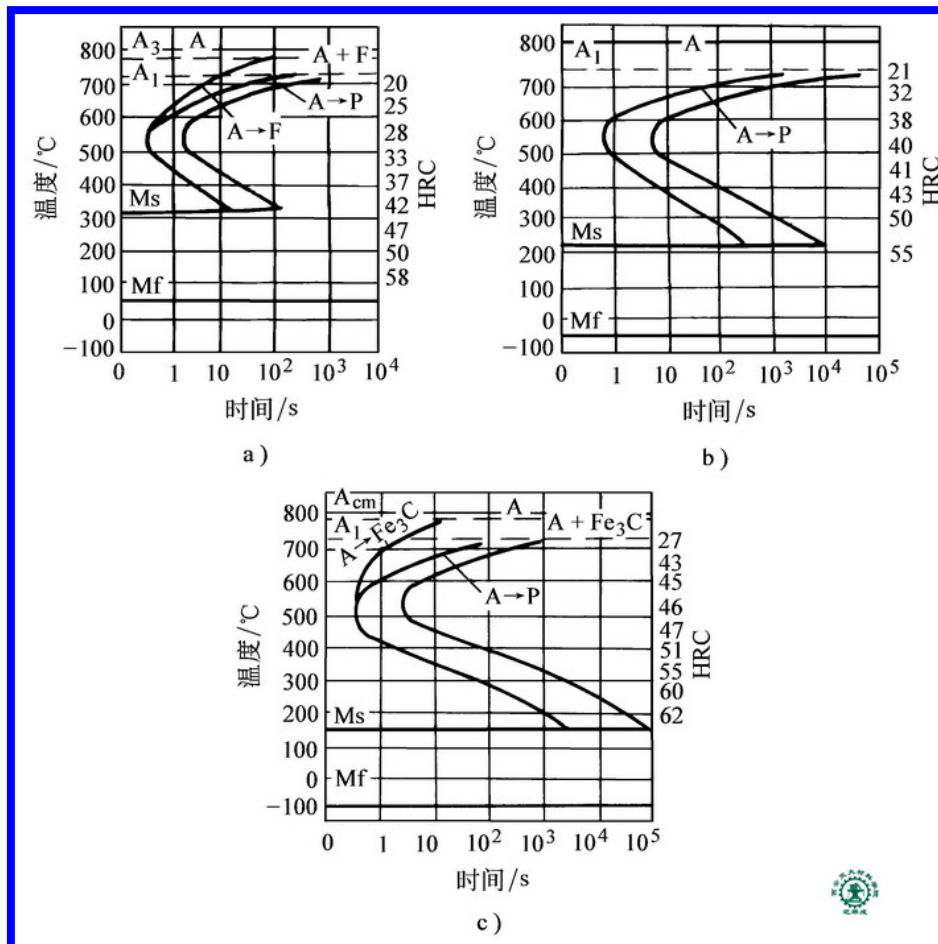 800 A₃ A A + F
700 A₁ 20
A→P 25
600 A→F 28
500 33
37
400 42
Ms 47
300 50
200 58
100 Mf
0
−100
0 1 10 10² 10³ 10⁴
温度/℃
HRC
时间/s
a)
800 A₁ A
700 21
32
600 A→P 38
500 40
41
400 43
300 50
Ms
200 55
100
0 Mf
−100
0 1 10 10² 10³ 10⁴ 10⁵
温度/℃
HRC
时间/s
b)
A_cm A
800 A₁ A + Fe₃C
A→Fe₃C 27
700 43
600 A→P 45
46
500 47
400 51
55
300 60
200 Ms 62
100
0 Mf
−100
0 1 10 10² 10³ 10⁴ 10⁵
温度/℃
HRC
时间/s
c)